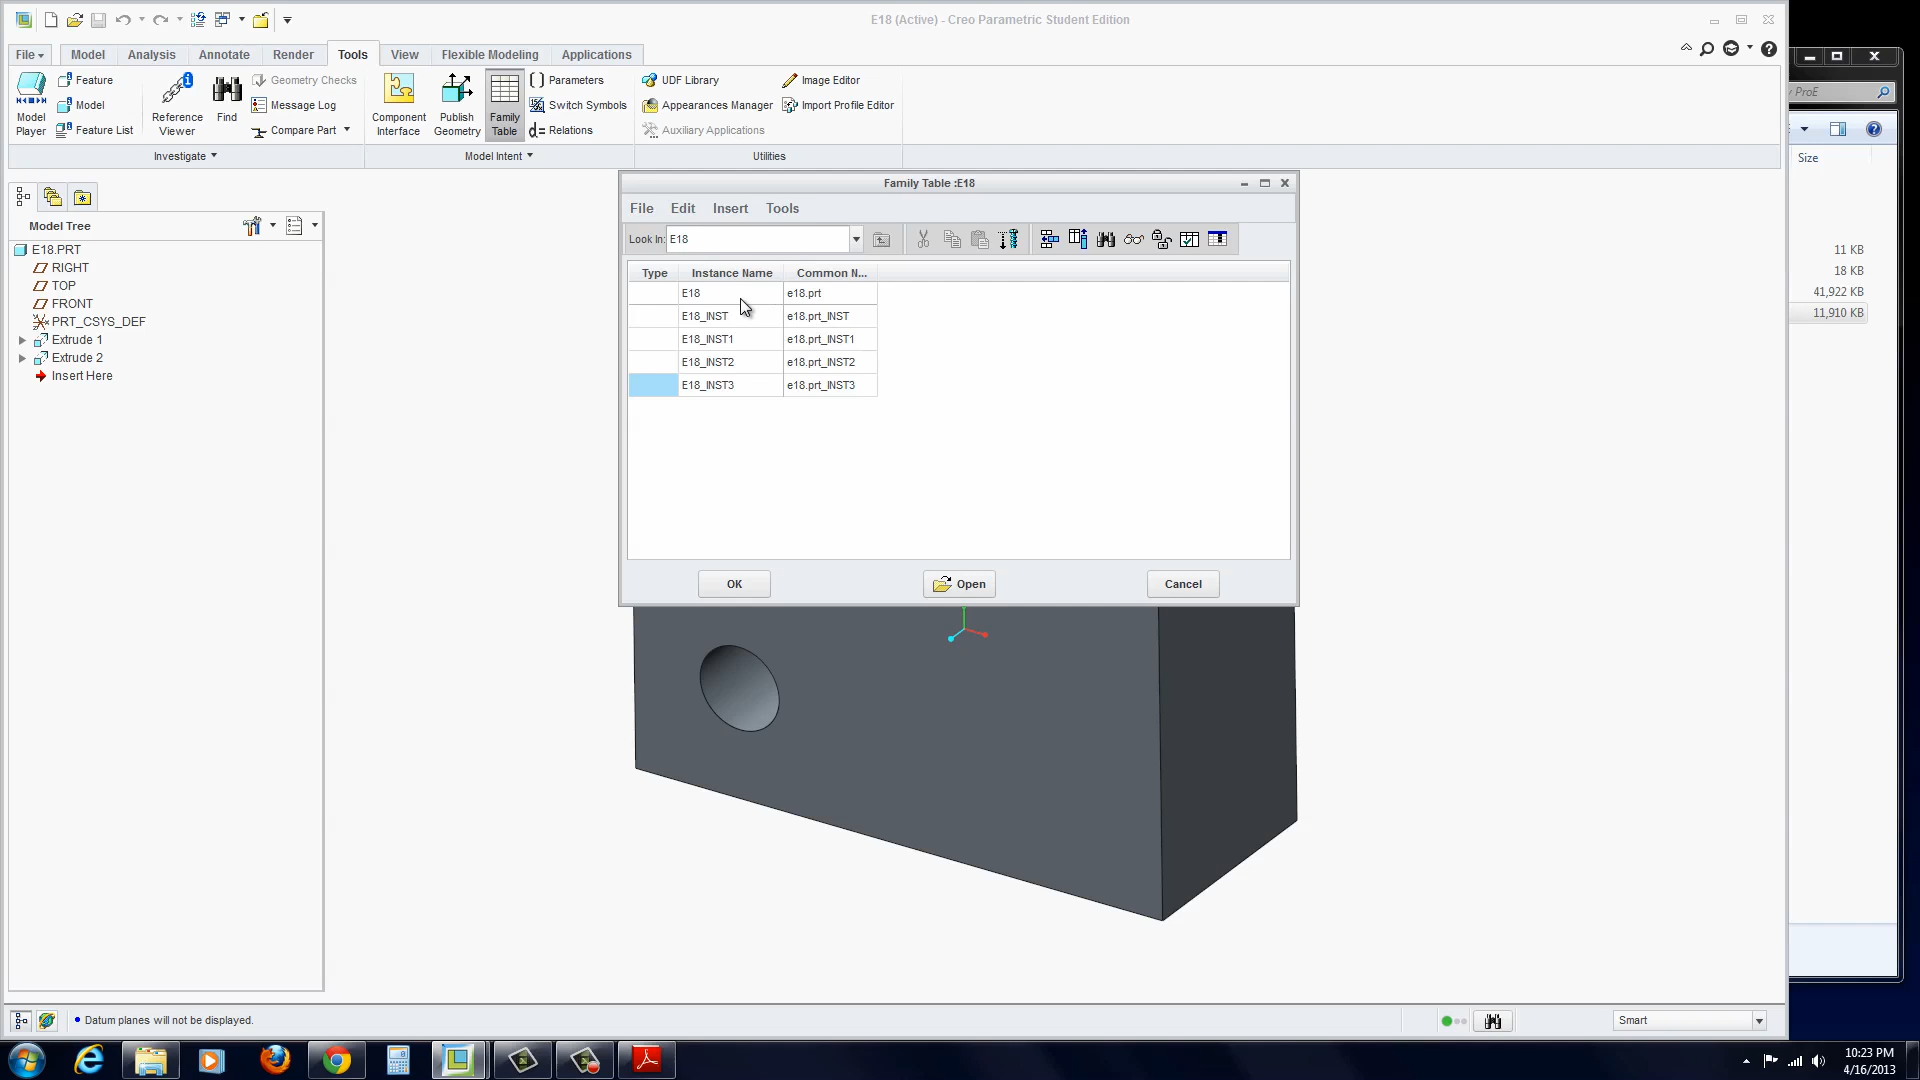 E18 (Active) - Creo Parametric Student Edition
File Model Analysis Annotate Render Tools View Flexible Modeling Applications
Model Player
Feature
Model
Feature List
Reference Viewer
Find
Geometry Checks
Message Log
Compare Part
Component Interface
Publish Geometry
Family Table
Parameters
Switch Symbols
d= Relations
UDF Library
Appearances Manager
Auxiliary Applications
Image Editor
Import Profile Editor
Investigate
Model Intent
Utilities
ProE
Size
11 KB
18 KB
41,922 KB
11,910 KB
Model Tree
E18.PRT
RIGHT
TOP
FRONT
PRT_CSYS_DEF
Extrude 1
Extrude 2
Insert Here
Family Table :E18
File Edit Insert Tools
Look In: E18
Type Instance Name Common N...
E18 e18.prt
E18_INST e18.prt_INST
E18_INST1 e18.prt_INST1
E18_INST2 e18.prt_INST2
E18_INST3 e18.prt_INST3
OK Open Cancel
Datum planes will not be displayed.
Smart
10:23 PM
4/16/2013